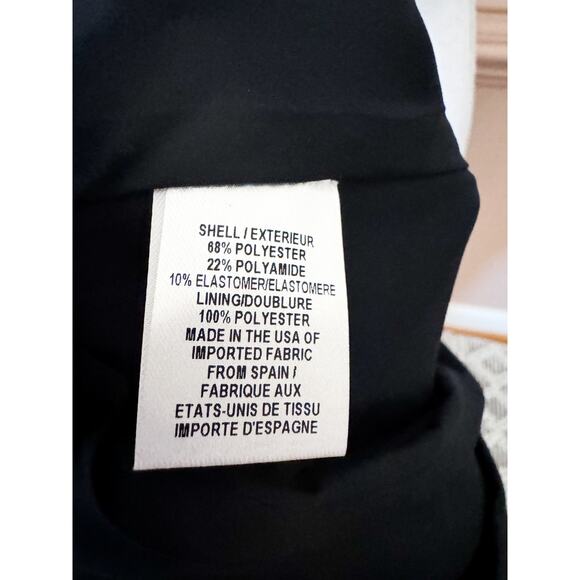 SHELL / EXTERIEUR
68% POLYESTER
22% POLYAMIDE
10% ELASTOMER/ELASTOMERE
LINING/DOUBLURE
100% POLYESTER
MADE IN THE USA OF
IMPORTED FABRIC
FROM SPAIN /
FABRIQUE AUX
ETATS-UNIS DE TISSU
IMPORTE D'ESPAGNE